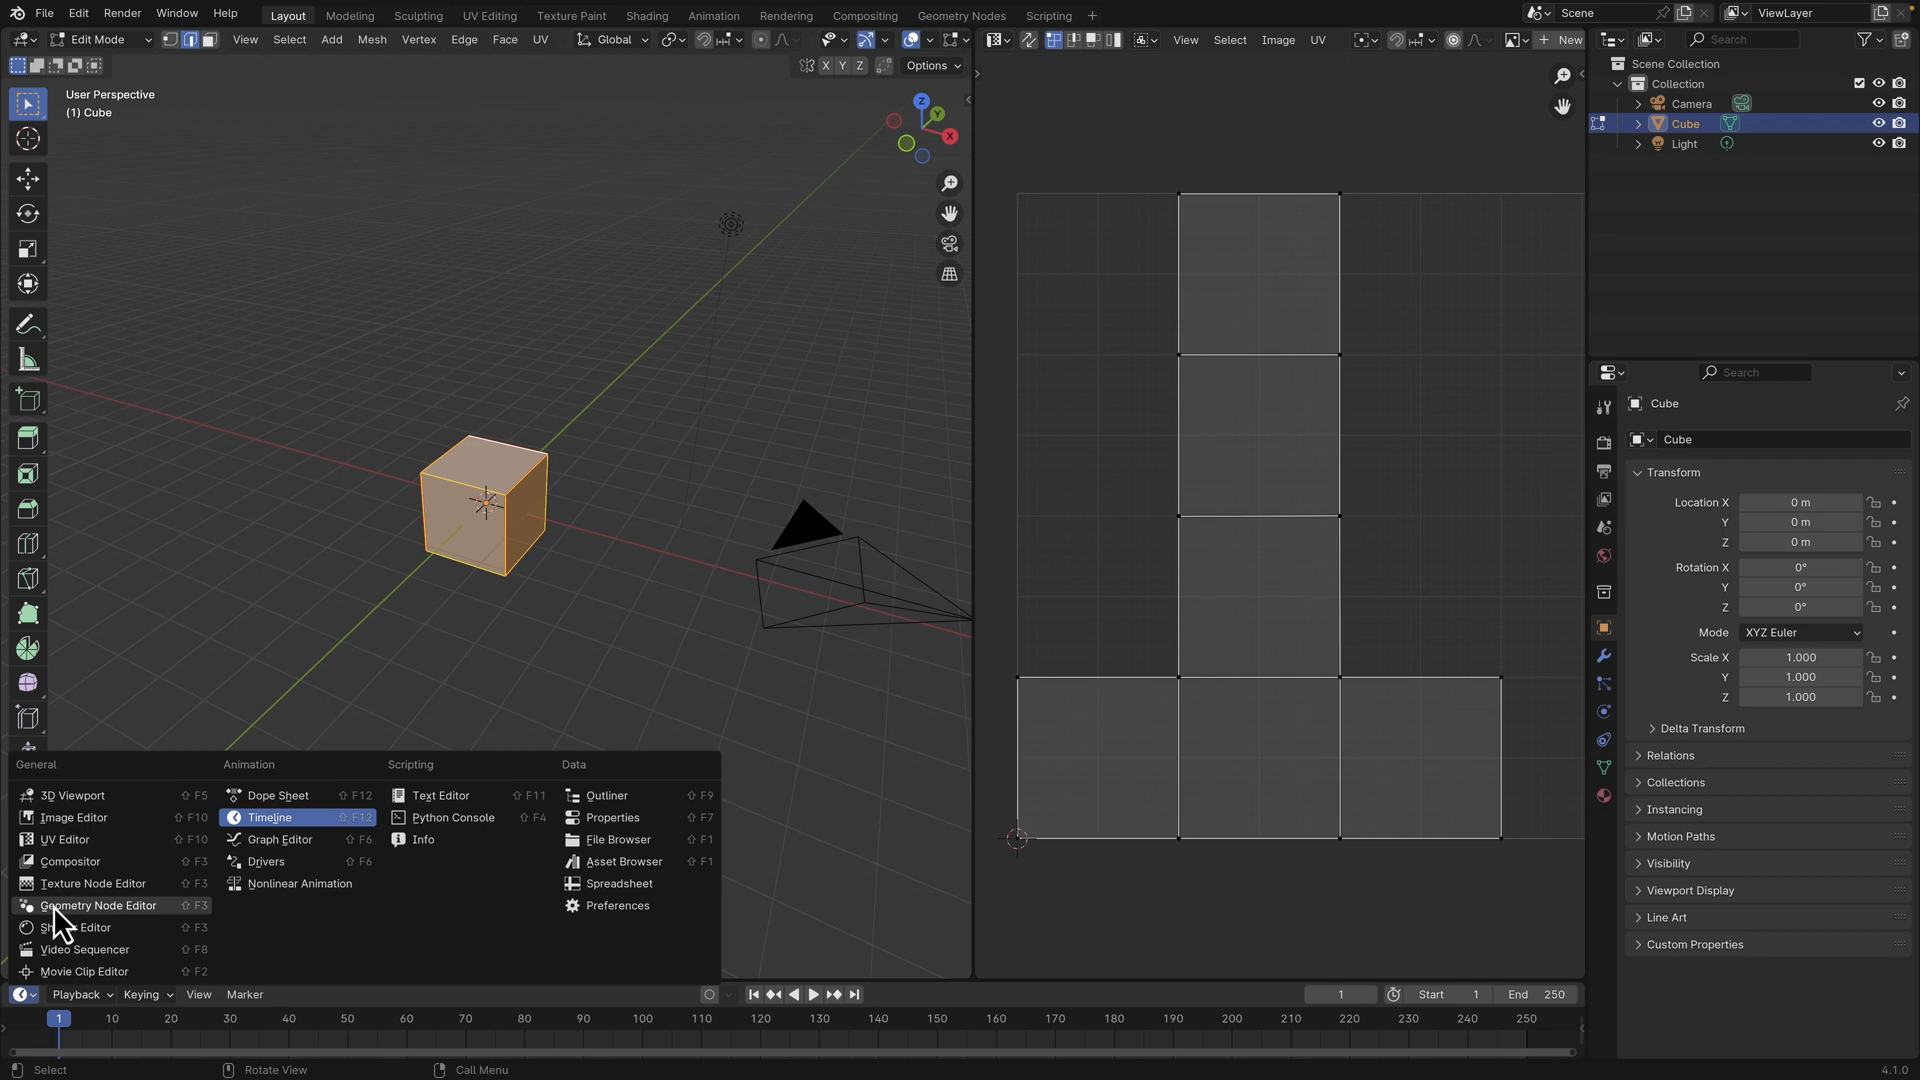 File Edit Render Window Help Layout Modeling Sculpting UV Editing Texture Paint Shading Animation Rendering Compositing Geometry Nodes Scripting + Scene ViewLayer
Edit Mode View Select Add Mesh Vertex Edge Face UV Global View Select Image UV + New Search
X Y Z Options
User Perspective
(1) Cube
Z
Y
X
Scene Collection
Collection
Camera
Cube
Light
Search
Cube
Cube
Transform
Location X 0 m
Y 0 m
Z 0 m
Rotation X 0°
Y 0°
Z 0°
Mode XYZ Euler
Scale X 1.000
Y 1.000
Z 1.000
Delta Transform
Relations
Collections
Instancing
Motion Paths
Visibility
Viewport Display
Line Art
Custom Properties
General
3D Viewport ⇧ F5
Image Editor ⇧ F10
UV Editor ⇧ F10
Compositor ⇧ F3
Texture Node Editor ⇧ F3
Geometry Node Editor ⇧ F3
Editor ⇧ F3
Video Sequencer ⇧ F8
Movie Clip Editor ⇧ F2
Animation
Dope Sheet ⇧ F12
Timeline ⇧ F12
Graph Editor ⇧ F6
Drivers ⇧ F6
Nonlinear Animation
Scripting
Text Editor ⇧ F11
Python Console ⇧ F4
Info
Data
Outliner ⇧ F9
Properties ⇧ F7
File Browser ⇧ F1
Asset Browser ⇧ F1
Spreadsheet
Preferences
Playback Keying View Marker 1 Start 1 End 250
1 10 20 30 40 50 60 70 80 90 100 110 120 130 140 150 160 170 180 190 200 210 220 230 240 250
Select Rotate View Call Menu 4.1.0